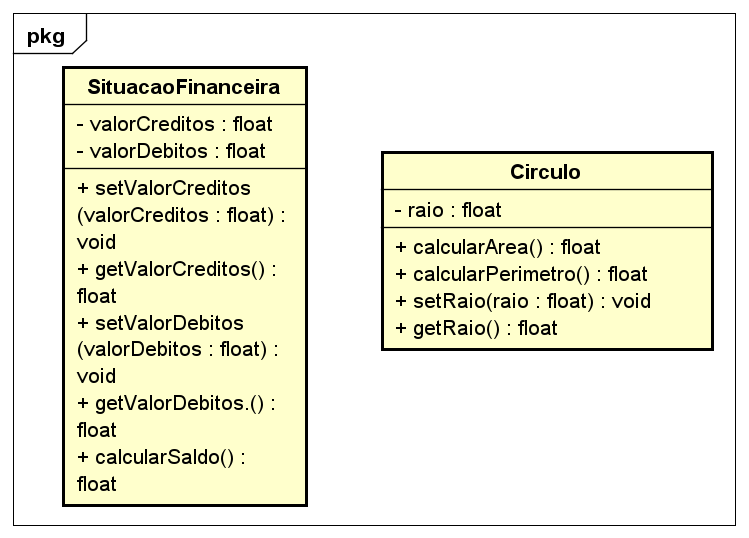 pkg
SituacaoFinanceira
- valorCreditos : float
- valorDebitos : float
+ setValorCreditos
(valorCreditos : float) :
void
+ getValorCreditos() :
float
+ setValorDebitos
(valorDebitos : float) :
void
+ getValorDebitos.() :
float
+ calcularSaldo() :
float
Circulo
- raio : float
+ calcularArea() : float
+ calcularPerimetro() : float
+ setRaio(raio : float) : void
+ getRaio() : float